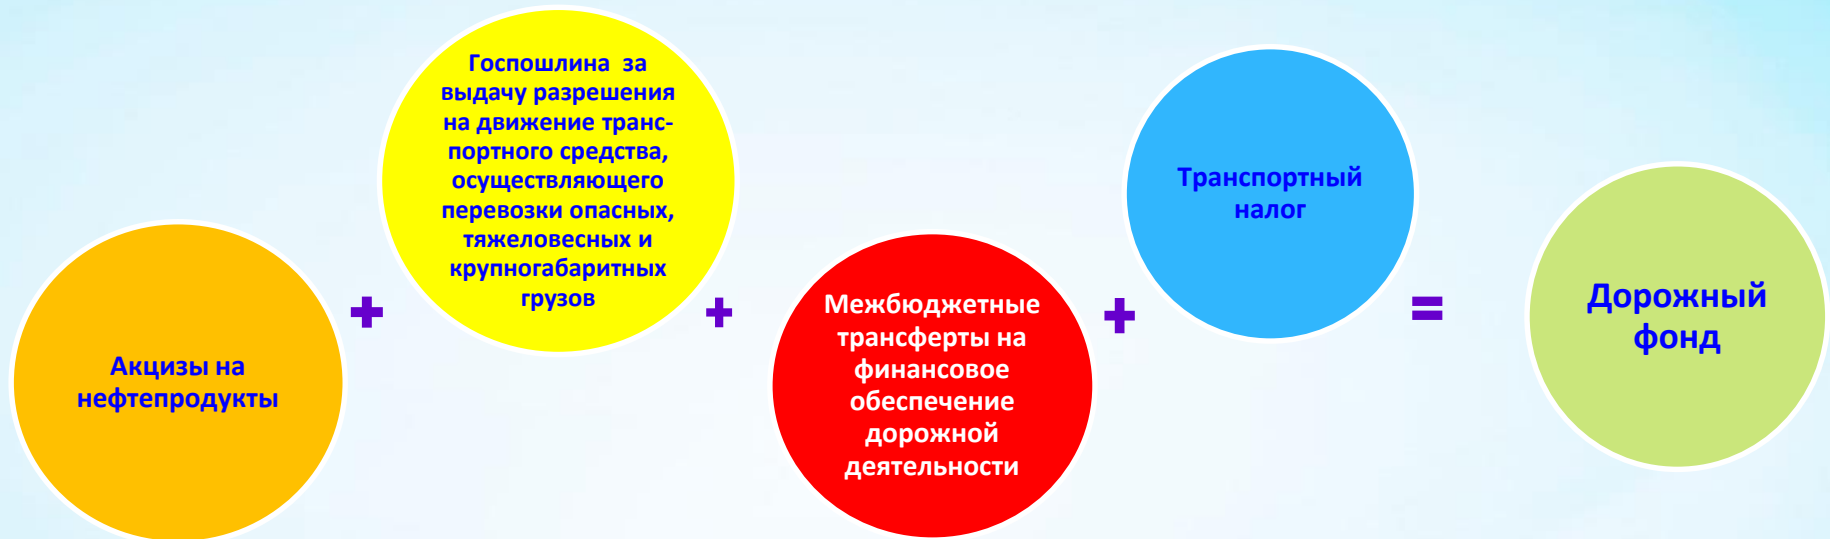 Акцизы на
нефтепродукты
+
Госпошлина за
выдачу разрешения
на движение транс-
портного средства,
осуществляющего
перевозки опасных,
тяжеловесных и
крупногабаритных
грузов
+
Межбюджетные
трансферты на
финансовое
обеспечение
дорожной
деятельности
+
Транспортный
налог
=
Дорожный
фонд